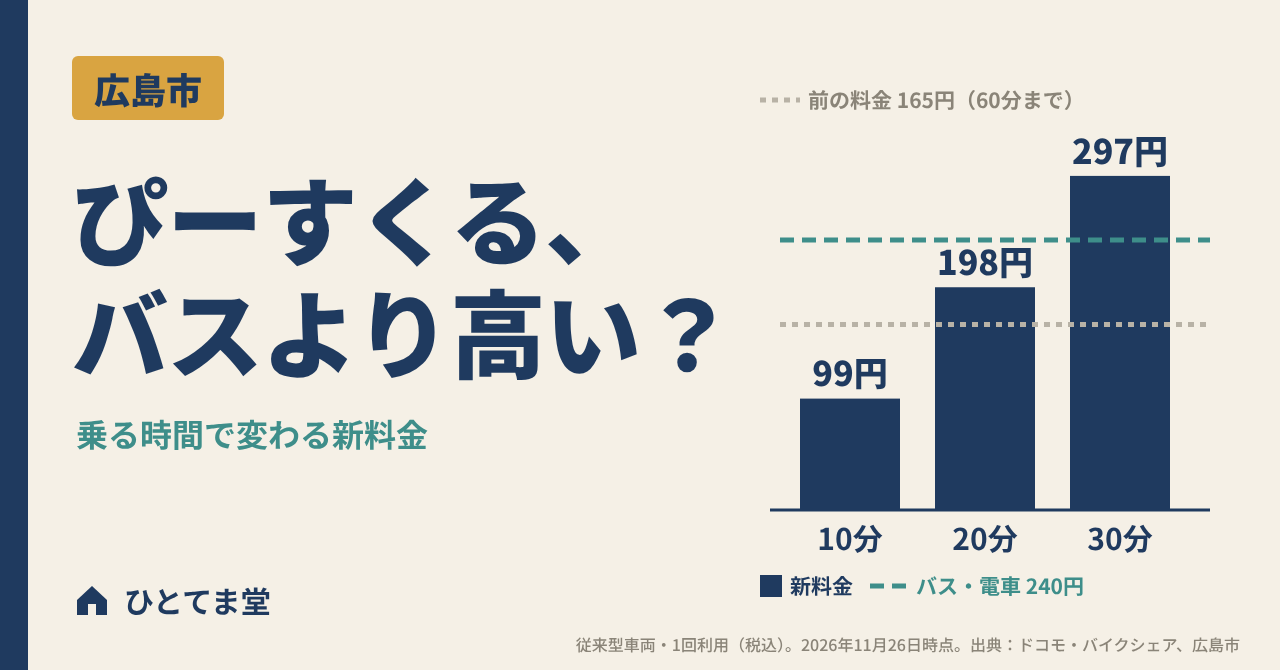 広島市
ぴーすくる、
バスより高い？
乗る時間で変わる新料金
ひとてま堂
前の料金 165円（60分まで）
297円
198円
99円
10分 20分 30分
新料金 バス・電車 240円
従来型車両・1回利用（税込）。2026年11月26日時点。出典：ドコモ・バイクシェア、広島市